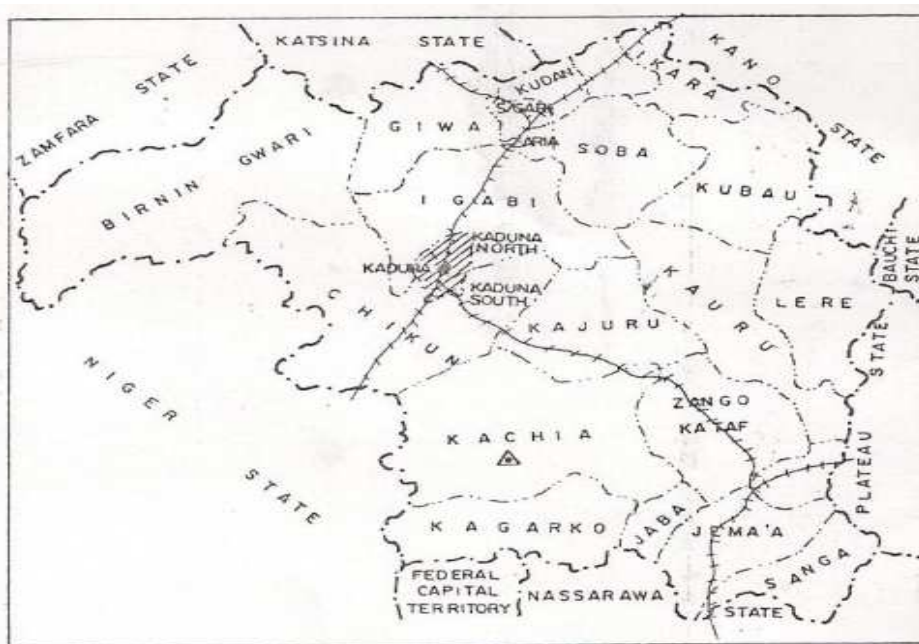 KATSINA STATE
KANO STATE
ZAMFARA STATE
KUDAN
IKARA
S/GARI
GIWA
ZARIA
SOBA
BIRNIN GWARI
KUBAU
IGABI
BAUCHI STATE
KADUNA NORTH
KADUNA
KADUNA SOUTH
CHIKUN
KAJURU
KAURU
LERE
NIGER STATE
ZANGO KATAF
KACHIA
PLATEAU STATE
KAGARKO
JABA
JEMA'A
SANGA
FEDERAL CAPITAL TERRITORY
NASSARAWA STATE